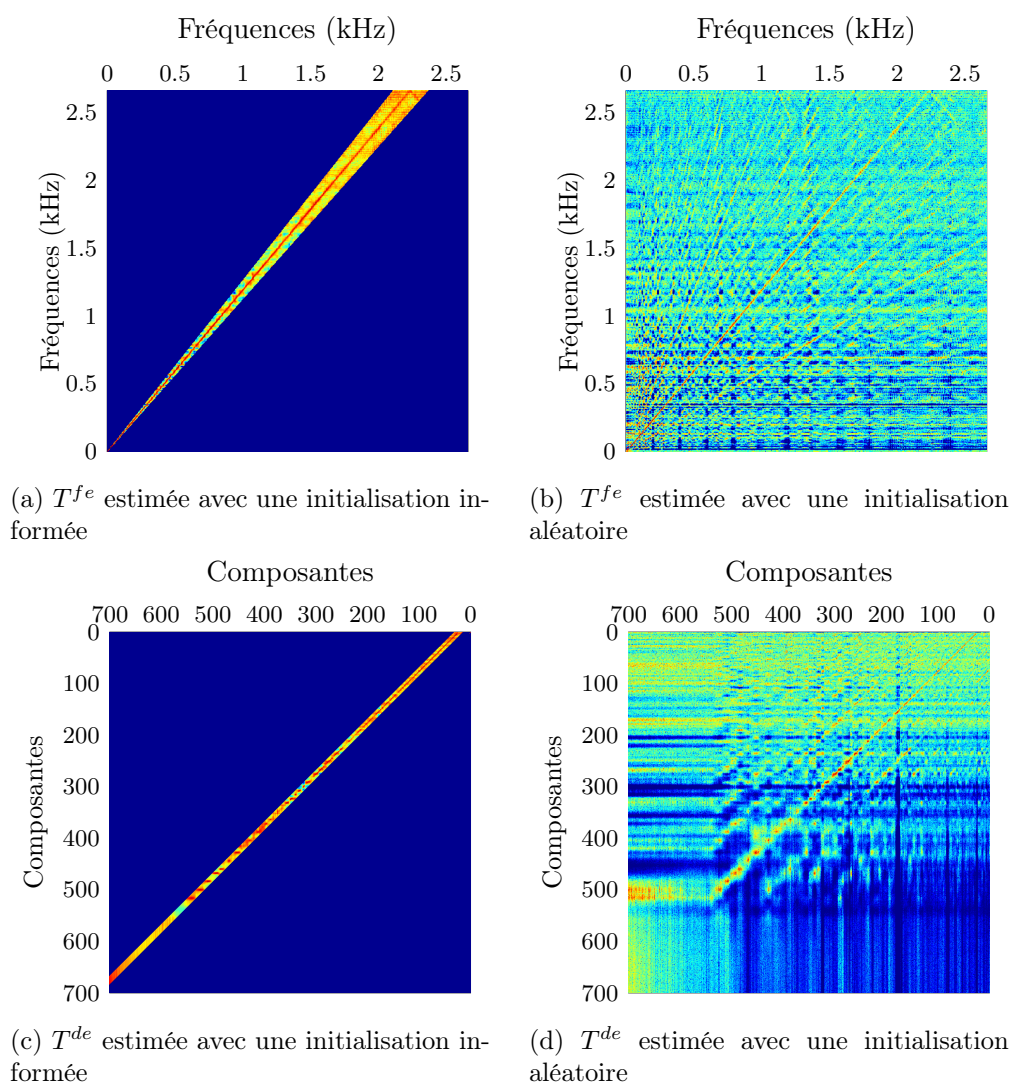 Fréquences (kHz)
0 0.5 1 1.5 2 2.5
Fréquences (kHz)
2.5
2
1.5
1
0.5
0
(a) T^{fe} estimée avec une initialisation in-
formée
Fréquences (kHz)
0 0.5 1 1.5 2 2.5
Fréquences (kHz)
2.5
2
1.5
1
0.5
0
(b) T^{fe} estimée avec une initialisation
aléatoire
Composantes
700 600 500 400 300 200 100 0
Composantes
0
100
200
300
400
500
600
700
(c) T^{de} estimée avec une initialisation in-
formée
Composantes
700 600 500 400 300 200 100 0
Composantes
0
100
200
300
400
500
600
700
(d) T^{de} estimée avec une initialisation
aléatoire